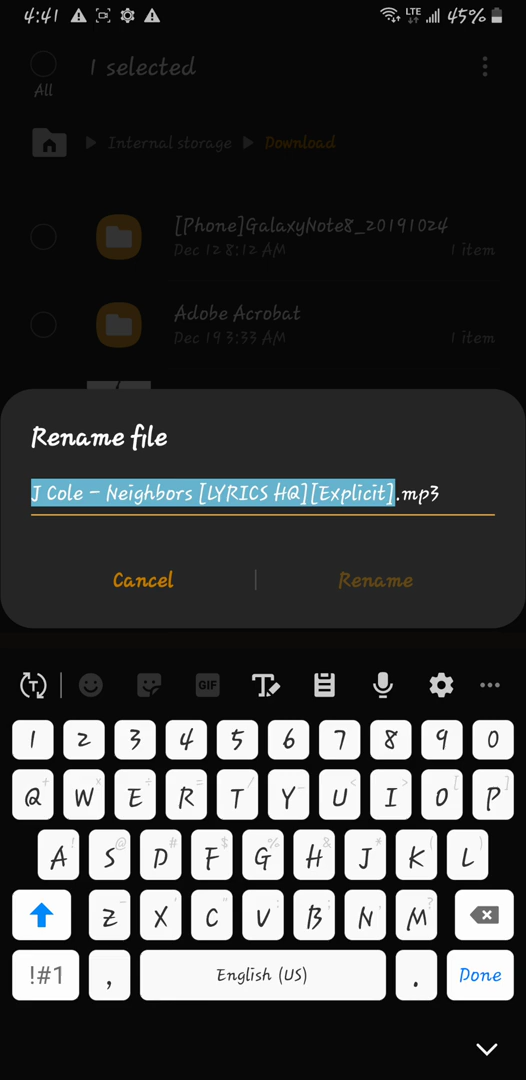 4:41 LTE 45%
1 selected
All
Internal storage Download
[Phone]GalaxyNote8_20191024
Dec 12 8:12 AM 1 item
Adobe Acrobat
Dec 19 3:33 AM 1 item
Rename file
J Cole - Neighbors [LYRICS HQ][Explicit].mp3
Cancel | Rename
T GIF T
1 2 3 4 5 6 7 8 9 0
+ × ÷ = / _ < > [ ]
Q W E R T Y U I O P
! @ # $ % & * ( )
A S D F G H J K L
- ' " : ; , ?
Z X C V B N M
!#1 , English (US) . Done